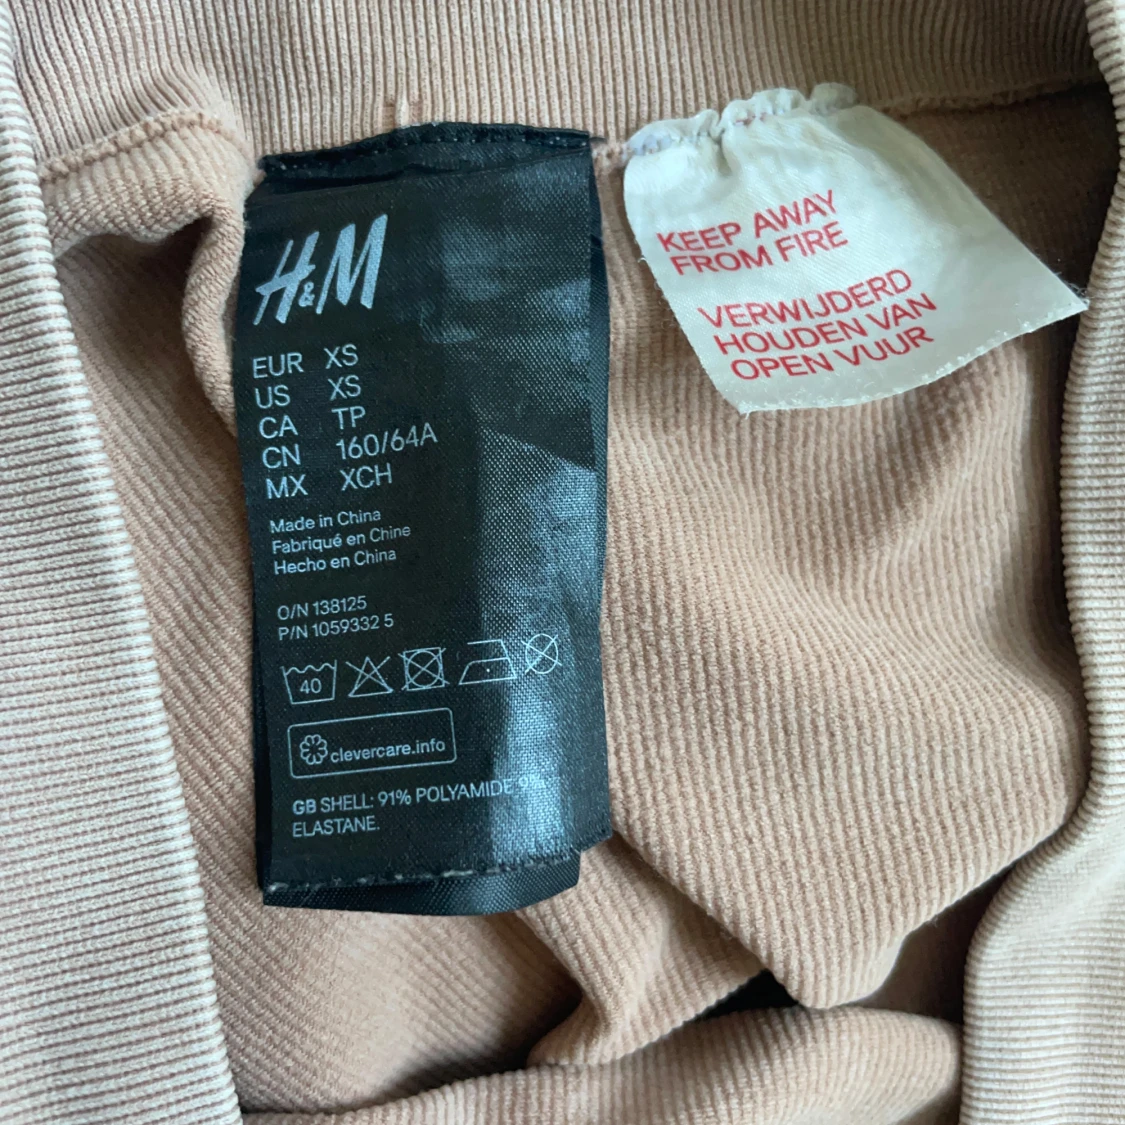 H&M
EUR XS
US XS
CA TP
CN 160/64A
MX XCH
Made in China
Fabriqué en Chine
Hecho en China
O/N 138125
P/N 1059332 5
40
clevercare.info
GB SHELL: 91% POLYAMIDE
ELASTANE.
KEEP AWAY
FROM FIRE
VERWIJDERD
HOUDEN VAN
OPEN VUUR